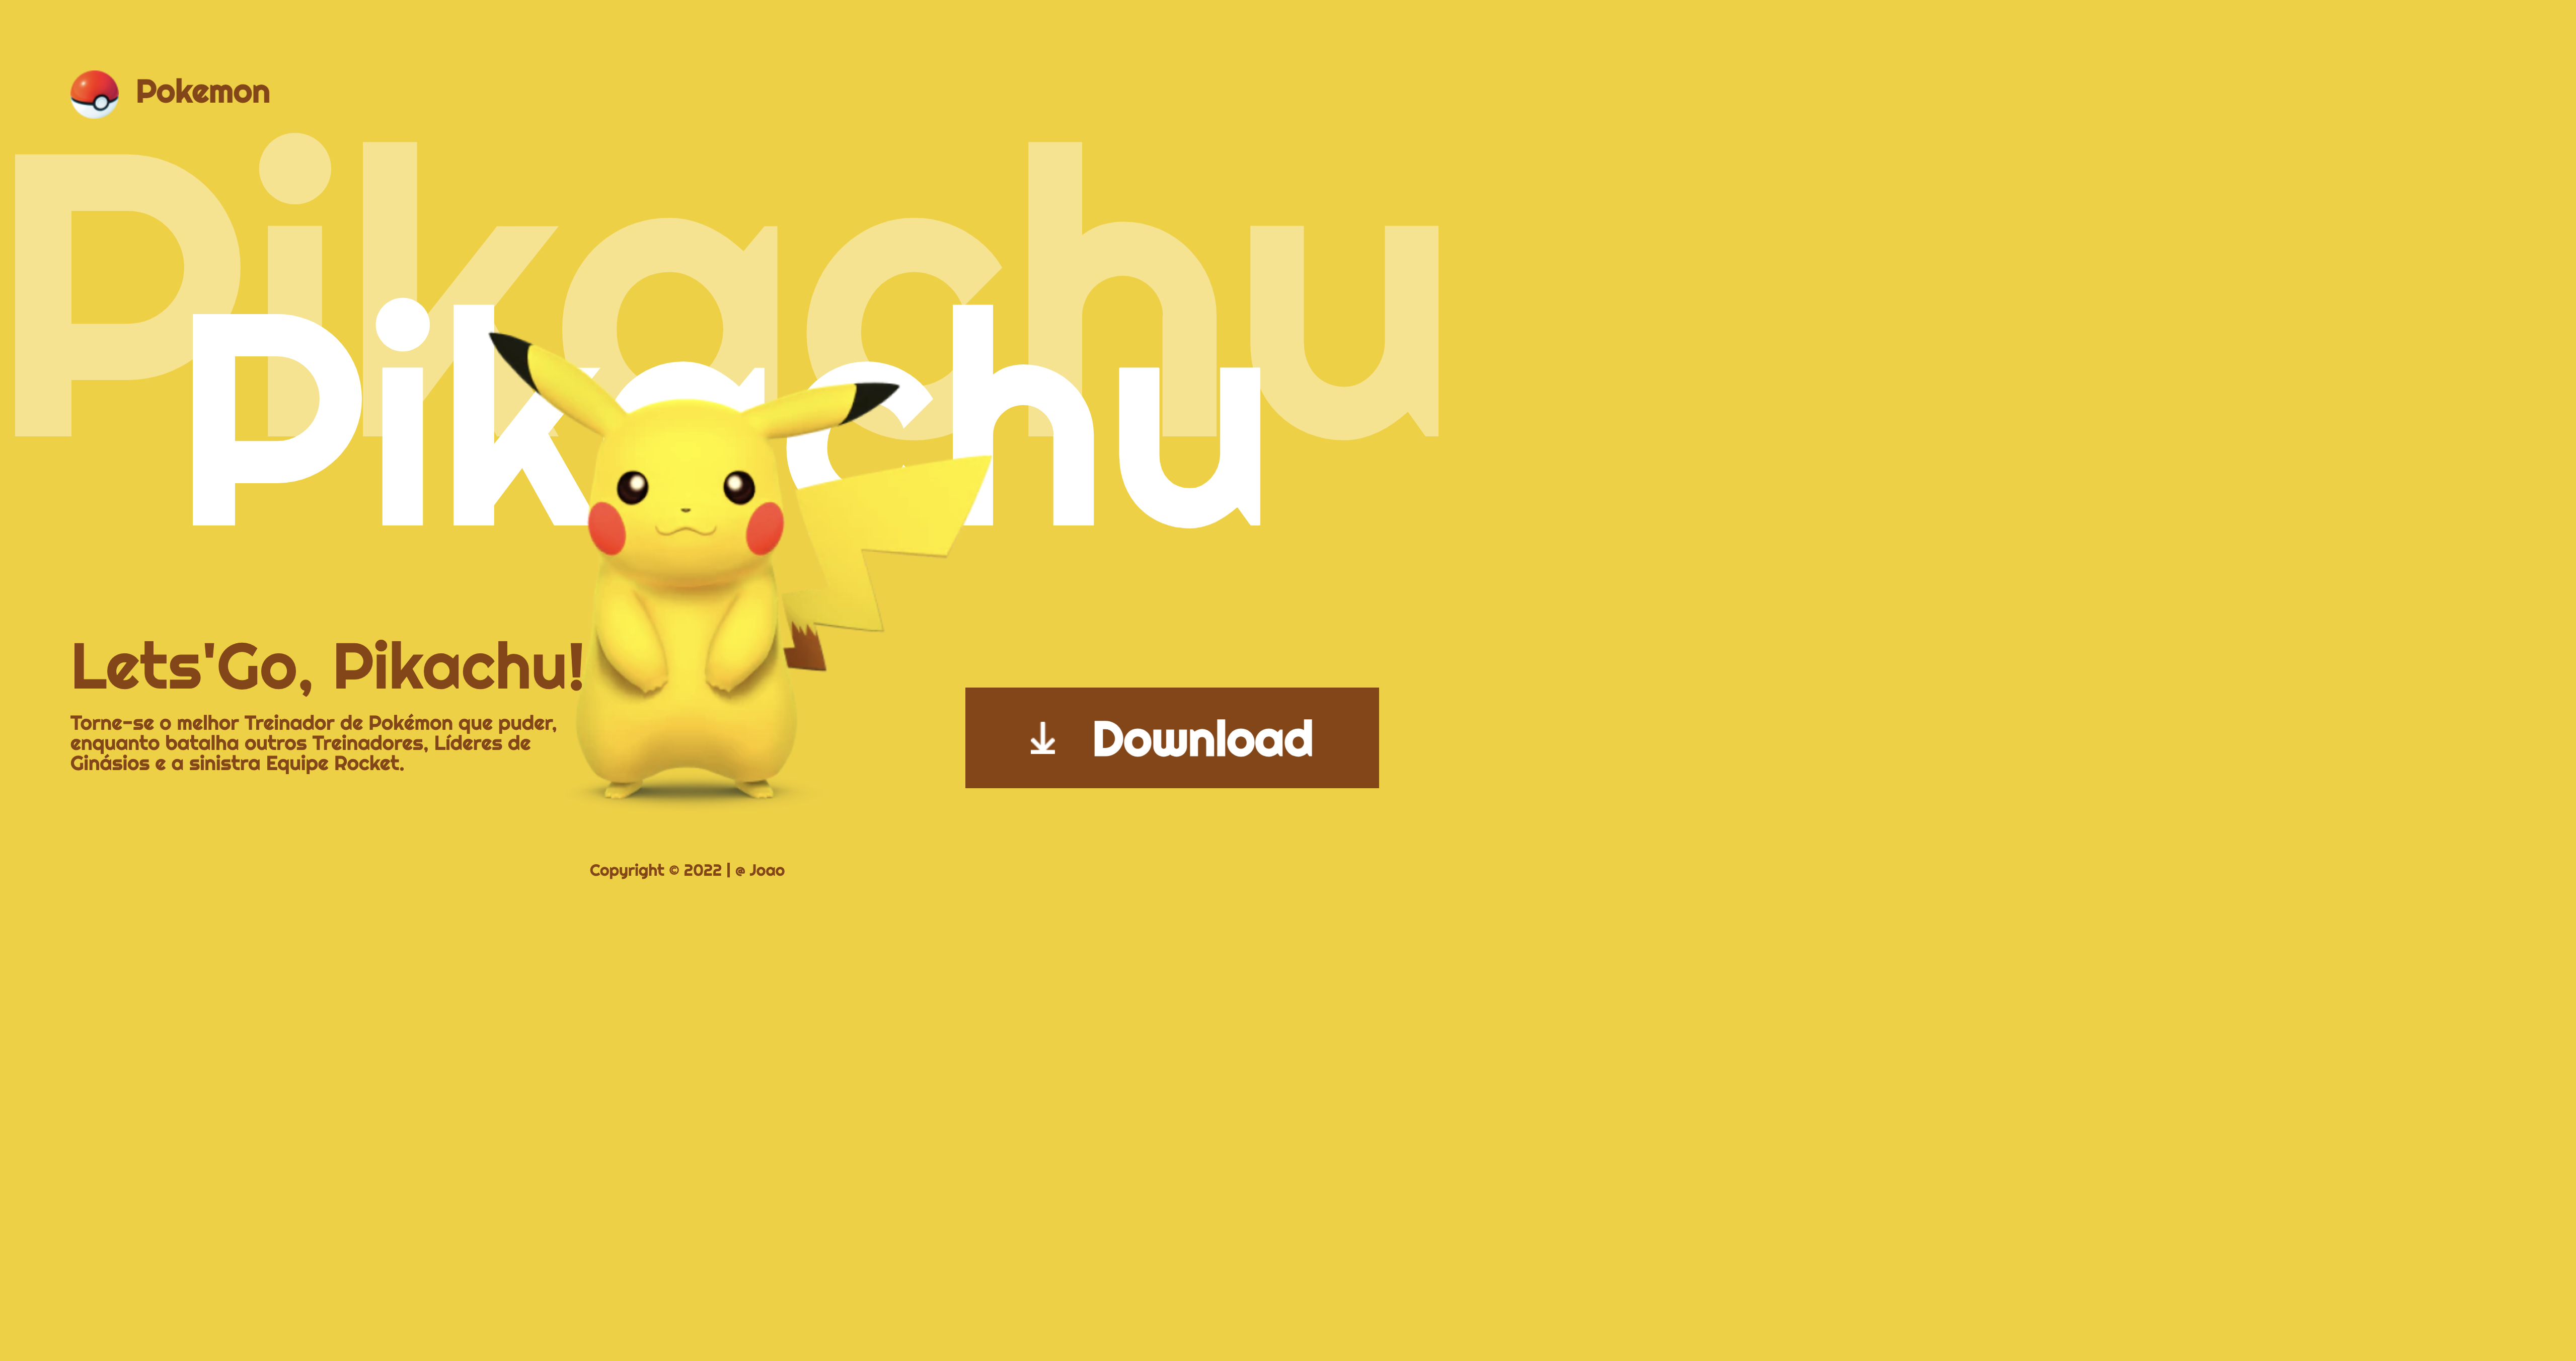 Pokemon
Pikachu
Pikachu
Lets'Go, Pikachu!
Torne-se o melhor Treinador de Pokémon que puder,
enquanto batalha outros Treinadores, Líderes de
Ginásios e a sinistra Equipe Rocket.
Download
Copyright © 2022 | @ Joao